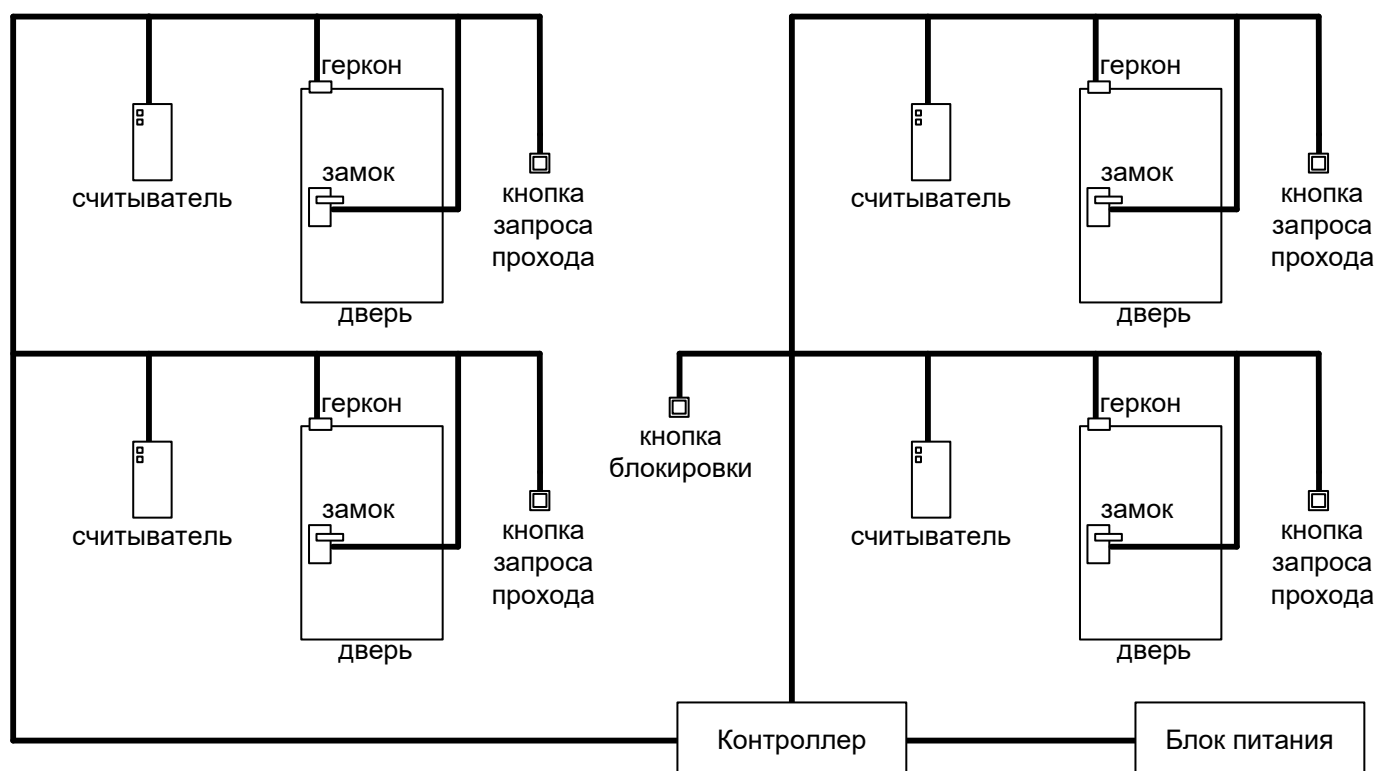 геркон
замок
считыватель
кнопка
запроса
прохода
дверь
геркон
замок
считыватель
кнопка
запроса
прохода
дверь
геркон
замок
считыватель
кнопка
запроса
прохода
дверь
кнопка
блокировки
геркон
замок
считыватель
кнопка
запроса
прохода
дверь
Контроллер
Блок питания